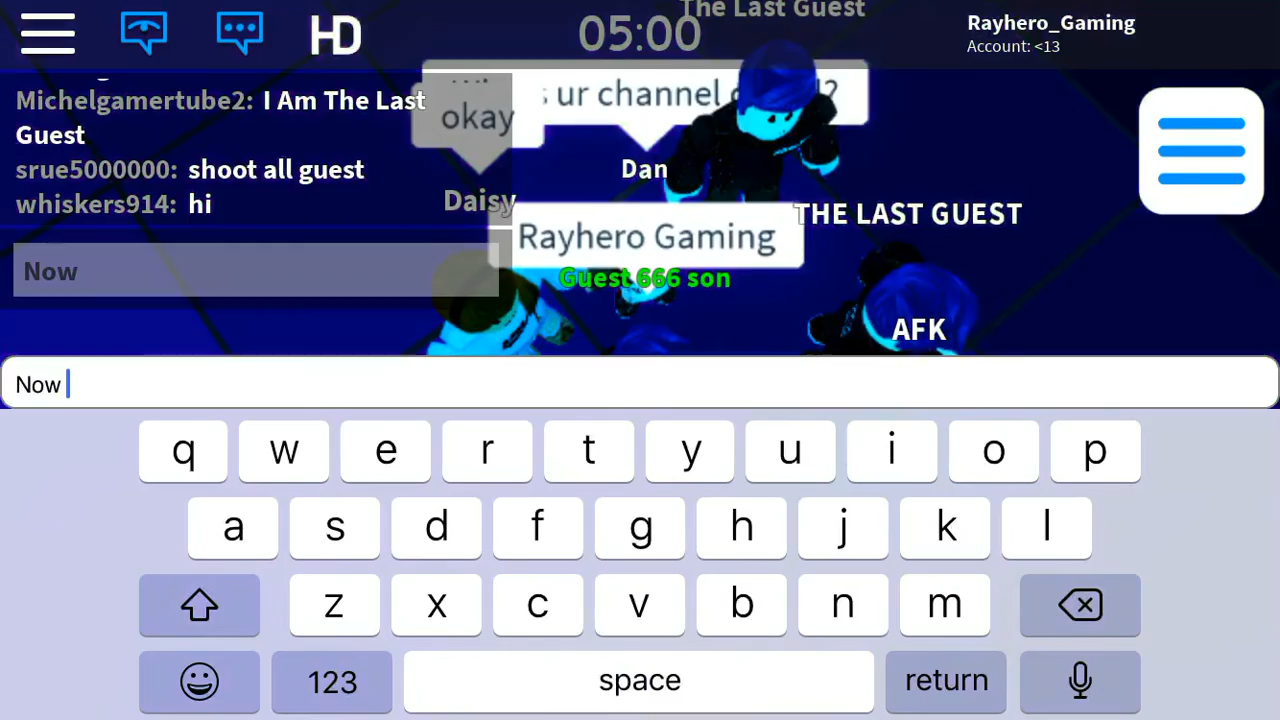 The Last Guest
HD
05:00
Rayhero_Gaming
Account: <13
Michelgamertube2: I Am The Last
Guest
srue5000000: shoot all guest
whiskers914: hi
Now
ur channel
okay
Dan
Daisy
THE LAST GUEST
Rayhero Gaming
Guest 666 son
AFK
Now
q w e r t y u i o p
a s d f g h j k l
z x c v b n m
123 space return